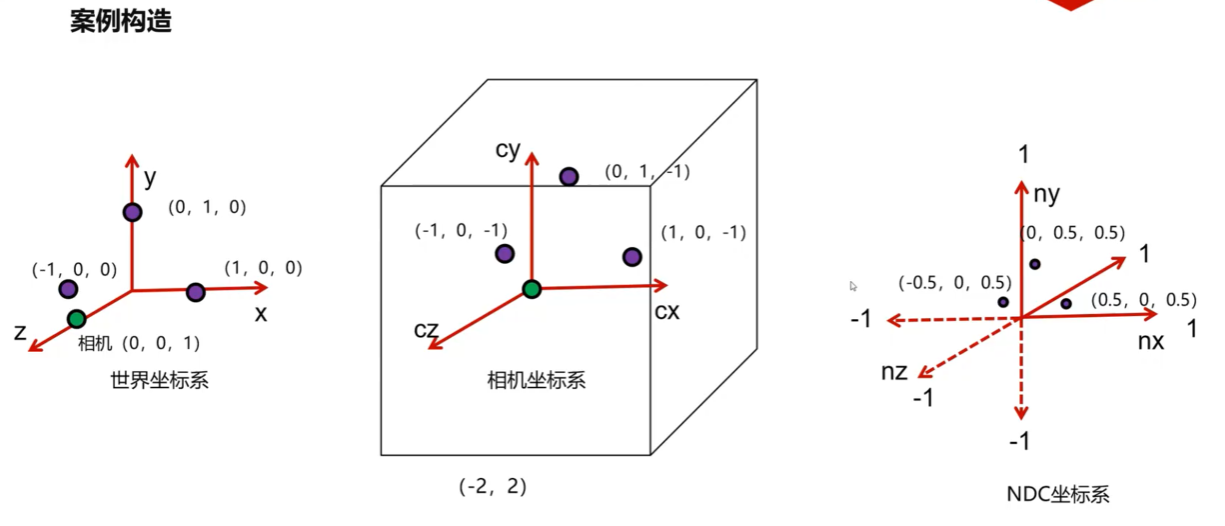 案例构造
y
(0, 1, 0)
(-1, 0, 0)
(1, 0, 0)
x
z
相机 (0, 0, 1)
世界坐标系
cy
(0, 1, -1)
(-1, 0, -1)
(1, 0, -1)
cx
cz
相机坐标系
(-2, 2)
1
ny
(0, 0.5, 0.5)
1
(-0.5, 0, 0.5)
(0.5, 0, 0.5)
-1
nx
1
nz
-1
-1
NDC坐标系